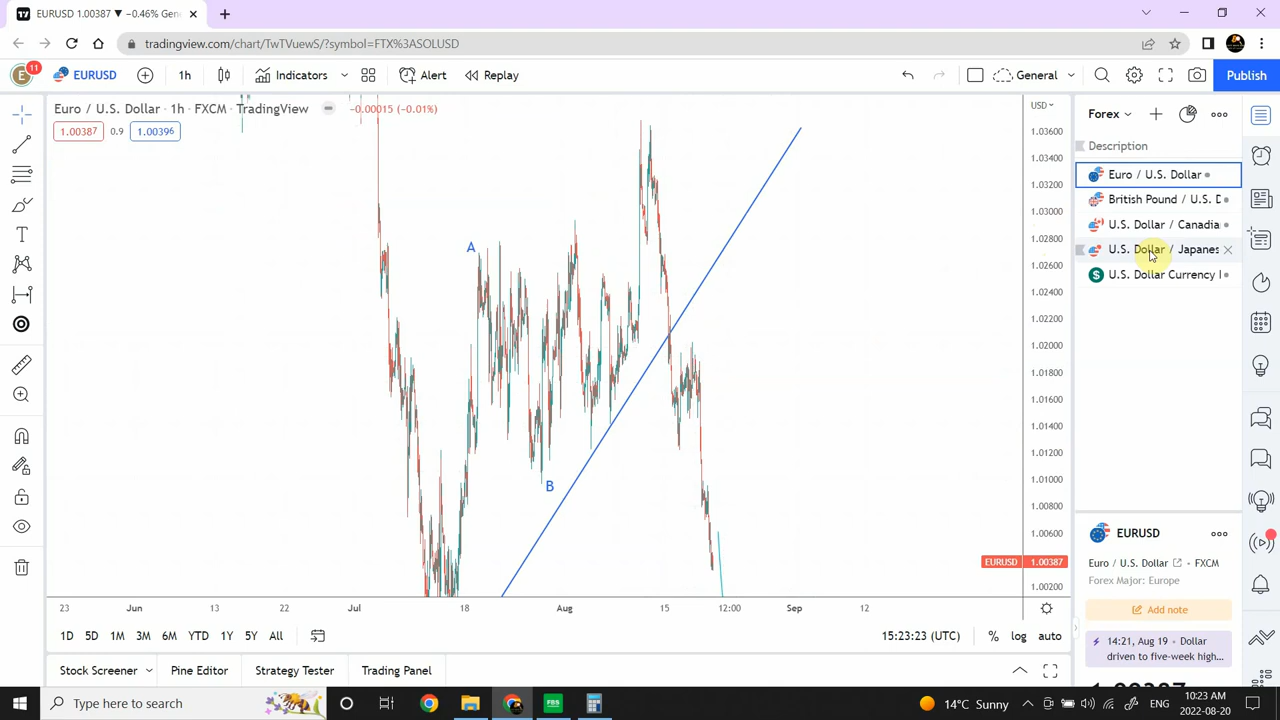 EURUSD 1.00387 ▼ −0.46% Gen
tradingview.com/chart/TwTVuewS/?symbol=FTX%3ASOLUSD
E
11
EURUSD
1h
Indicators
Alert
Replay
General
Publish
Euro / U.S. Dollar · 1h · FXCM · TradingView
−0.00015 (−0.01%)
1.00387
0.9
1.00396
USD
1.03600
1.03400
1.03200
1.03000
1.02800
1.02600
1.02400
1.02200
1.02000
1.01800
1.01600
1.01400
1.01200
1.01000
1.00800
1.00600
EURUSD 1.00387
1.00200
A
B
23 Jun 13 22 Jul 18 Aug 15 12:00 Sep 12
1D 5D 1M 3M 6M YTD 1Y 5Y All
15:23:23 (UTC)
% log auto
Stock Screener
Pine Editor
Strategy Tester
Trading Panel
Forex
Description
Euro / U.S. Dollar
British Pound / U.S. D
U.S. Dollar / Canadia
U.S. Dollar / Japanes
U.S. Dollar Currency I
EURUSD
Euro / U.S. Dollar · FXCM
Forex Major: Europe
Add note
14:21, Aug 19 · Dollar
driven to five-week high...
1.00387
Type here to search
FBS
14°C Sunny
ENG
10:23 AM
2022-08-20